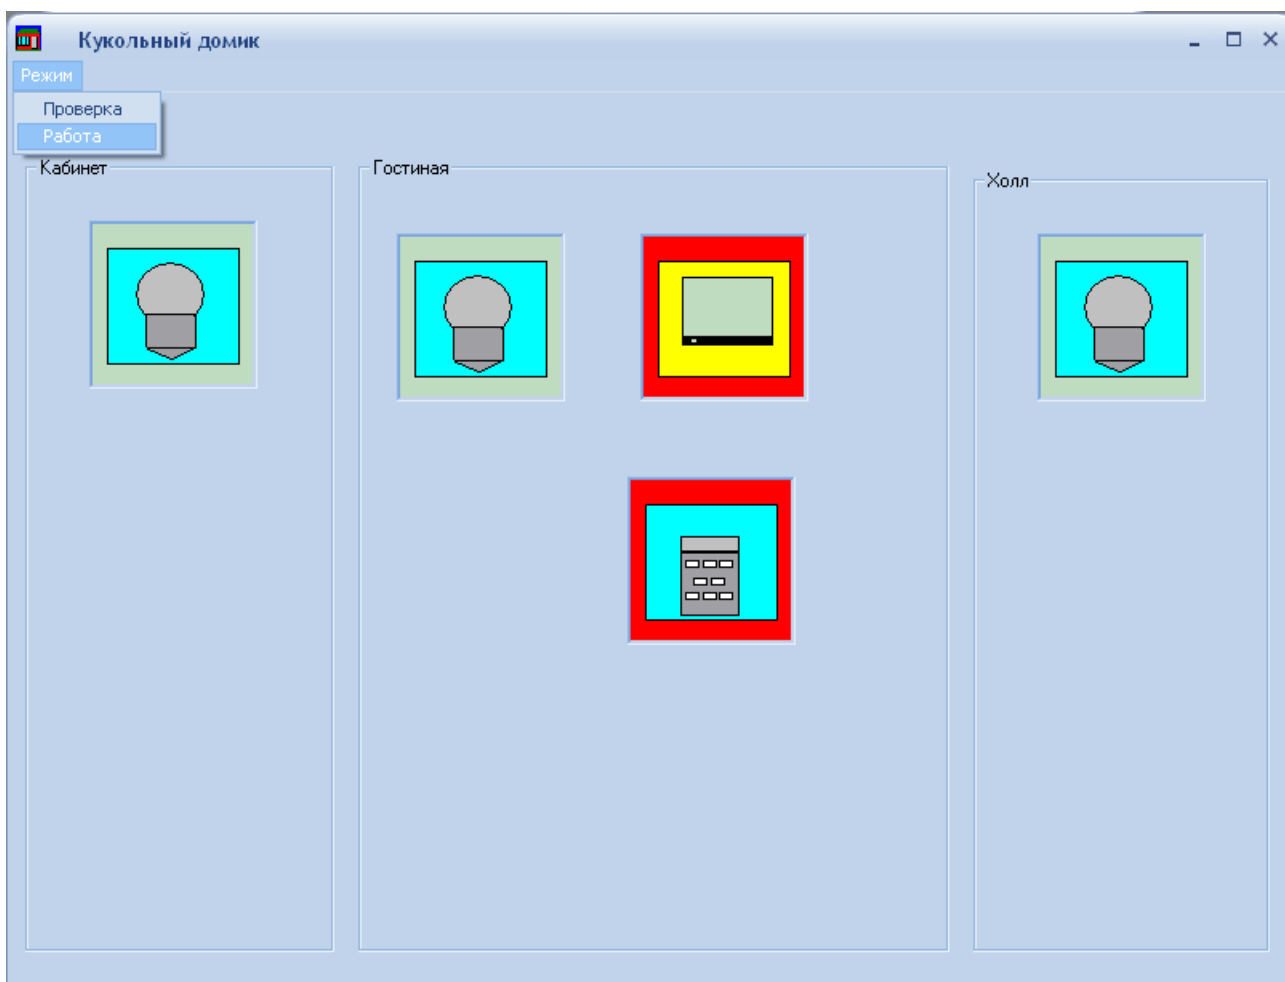 Кукольный домик
Режим
Проверка
Работа
Кабинет
Гостиная
Холл